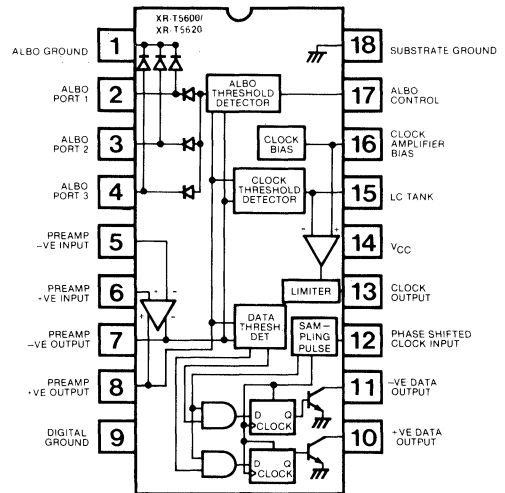 XR-T5600/
XR-T5620
ALBO GROUND
1
18
SUBSTRATE GROUND
ALBO
PORT 1
2
ALBO
THRESHOLD
DETECTOR
17
ALBO
CONTROL
ALBO
PORT 2
3
CLOCK
BIAS
16
CLOCK
AMPLIFIER
BIAS
ALBO
PORT 3
4
CLOCK
THRESHOLD
DETECTOR
15
LC TANK
PREAMP
-VE INPUT
5
- +
14
VCC
PREAMP
+VE INPUT
6
+ -
+ -
LIMITER
13
CLOCK
OUTPUT
PREAMP
-VE OUTPUT
7
DATA
THRESH
DET
SAM-
PLING
PULSE
12
PHASE SHIFTED
CLOCK INPUT
PREAMP
+VE OUTPUT
8
D Q
CLOCK
11
-VE DATA
OUTPUT
DIGITAL
GROUND
9
D Q
CLOCK
10
+VE DATA
OUTPUT